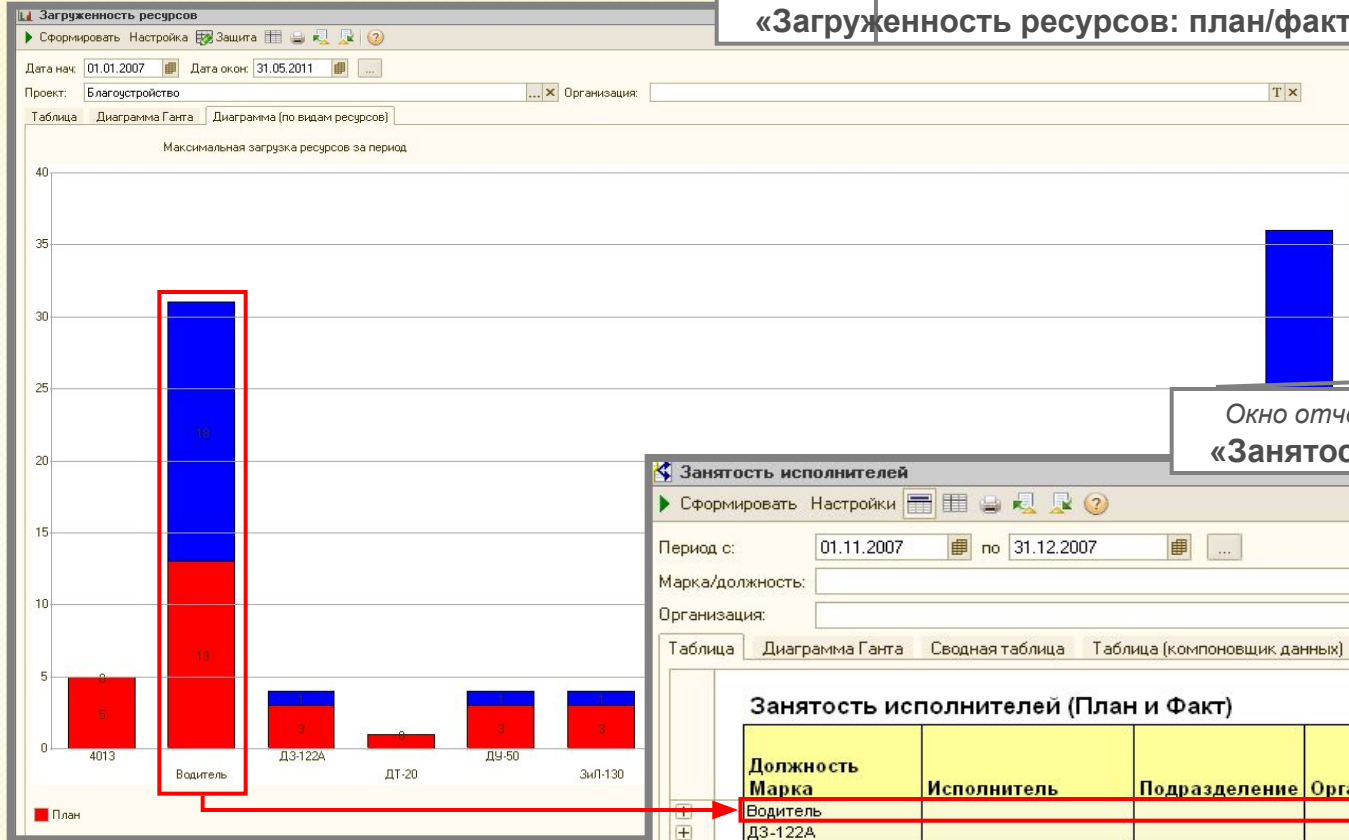 «Загруженность ресурсов: план/факт
Загруженность ресурсов
Сформировать Настройка Защита
Дата нач: 01.01.2007 Дата окон: 31.05.2011 ...
Проект: Благоустройство ... × Организация: T ×
Таблица Диаграмма Ганта Диаграмма (по видам ресурсов)
Максимальная загрузка ресурсов за период
40
35
30
25
20
15
10
5
0
18
13
0
5
1
3
0
1
3
1
3
4013
Водитель
ДЗ-122А
ДТ-20
ДУ-50
ЗиЛ-130
План
Окно отч
«Занятос
Занятость исполнителей
Сформировать Настройки
Период с: 01.11.2007 по 31.12.2007 ...
Марка/должность:
Организация:
Таблица Диаграмма Ганта Сводная таблица Таблица (компоновщик данных)
Занятость исполнителей (План и Факт)
Должность
Марка Исполнитель Подразделение Орга
Водитель
ДЗ-122А